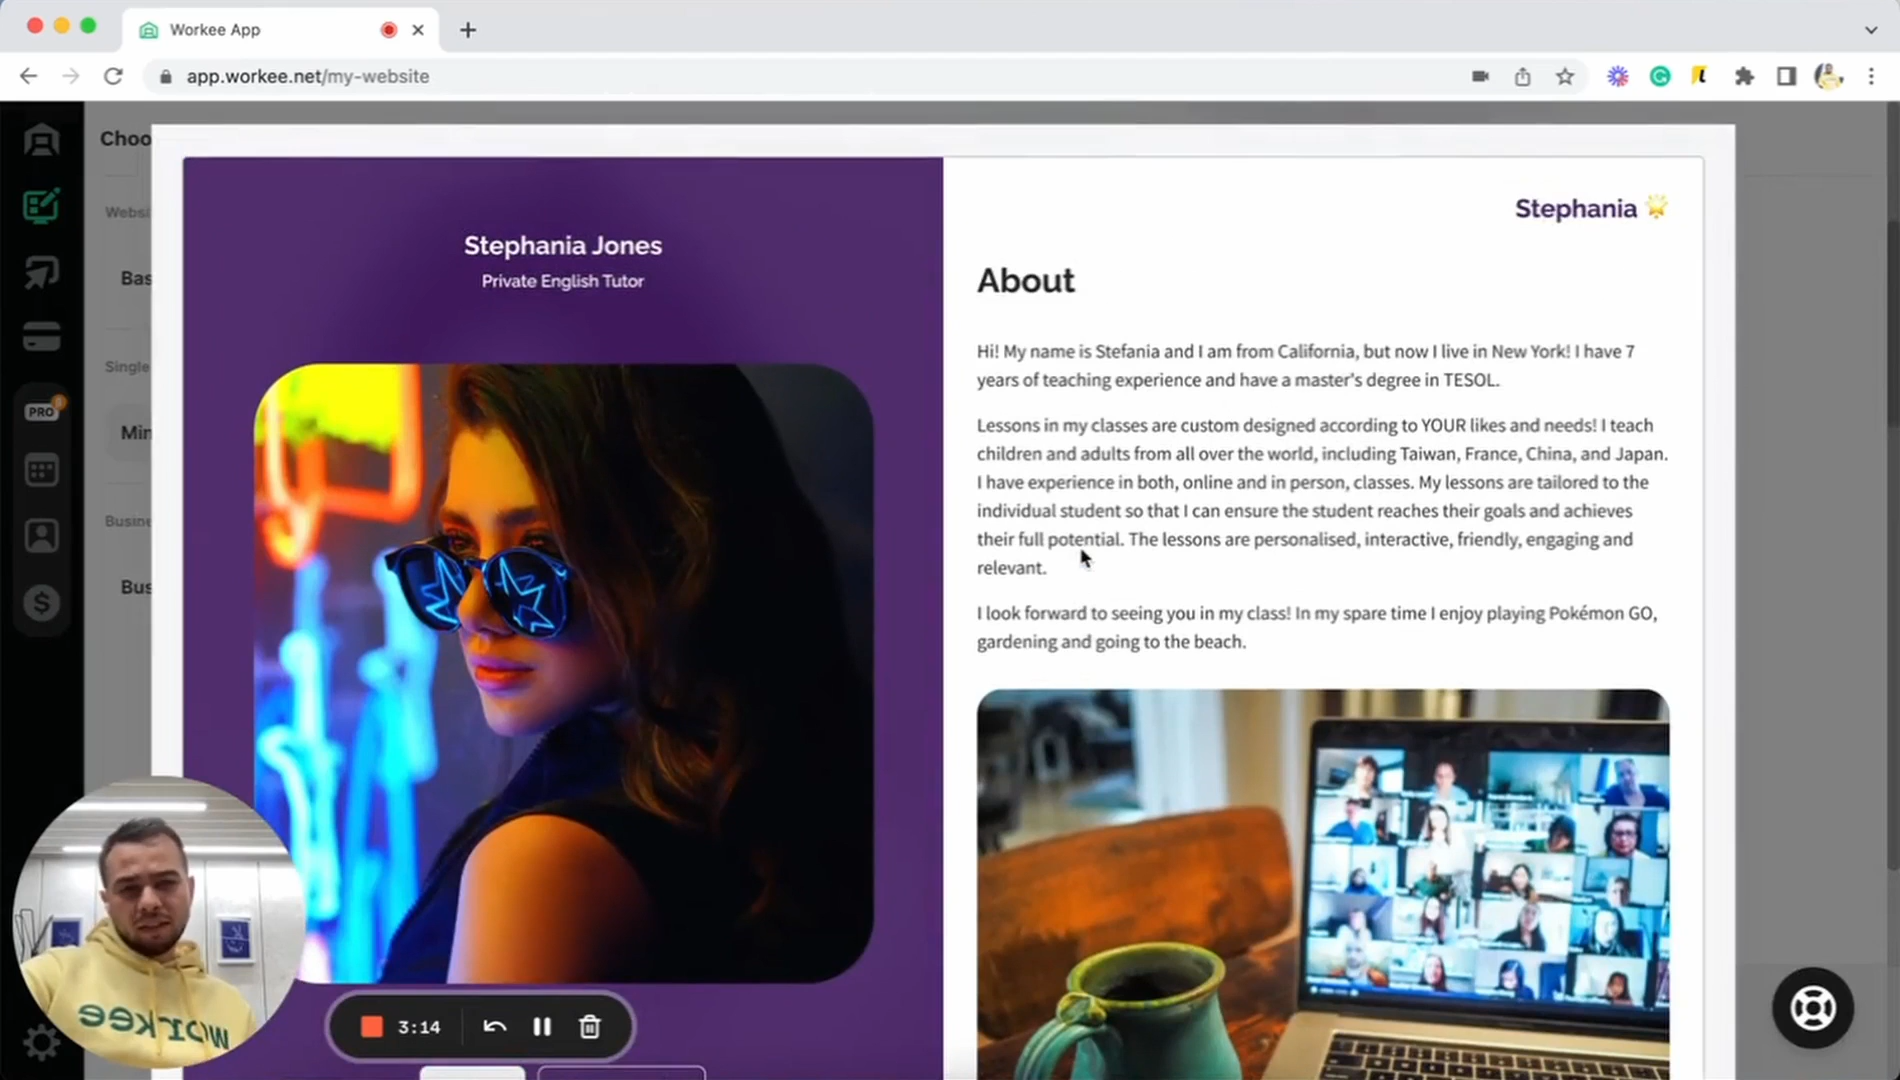 Workee App
app.workee.net/my-website
Choo
Websi
Bas
Single
PRO
Min
Busine
Bus
Stephania Jones
Private English Tutor
Stephania
About
Hi! My name is Stefania and I am from California, but now I live in New York! I have 7
years of teaching experience and have a master's degree in TESOL.
Lessons in my classes are custom designed according to YOUR likes and needs! I teach
children and adults from all over the world, including Taiwan, France, China, and Japan.
I have experience in both, online and in person, classes. My lessons are tailored to the
individual student so that I can ensure the student reaches their goals and achieves
their full potential. The lessons are personalised, interactive, friendly, engaging and
relevant.
I look forward to seeing you in my class! In my spare time I enjoy playing Pokémon GO,
gardening and going to the beach.
workee
3:14